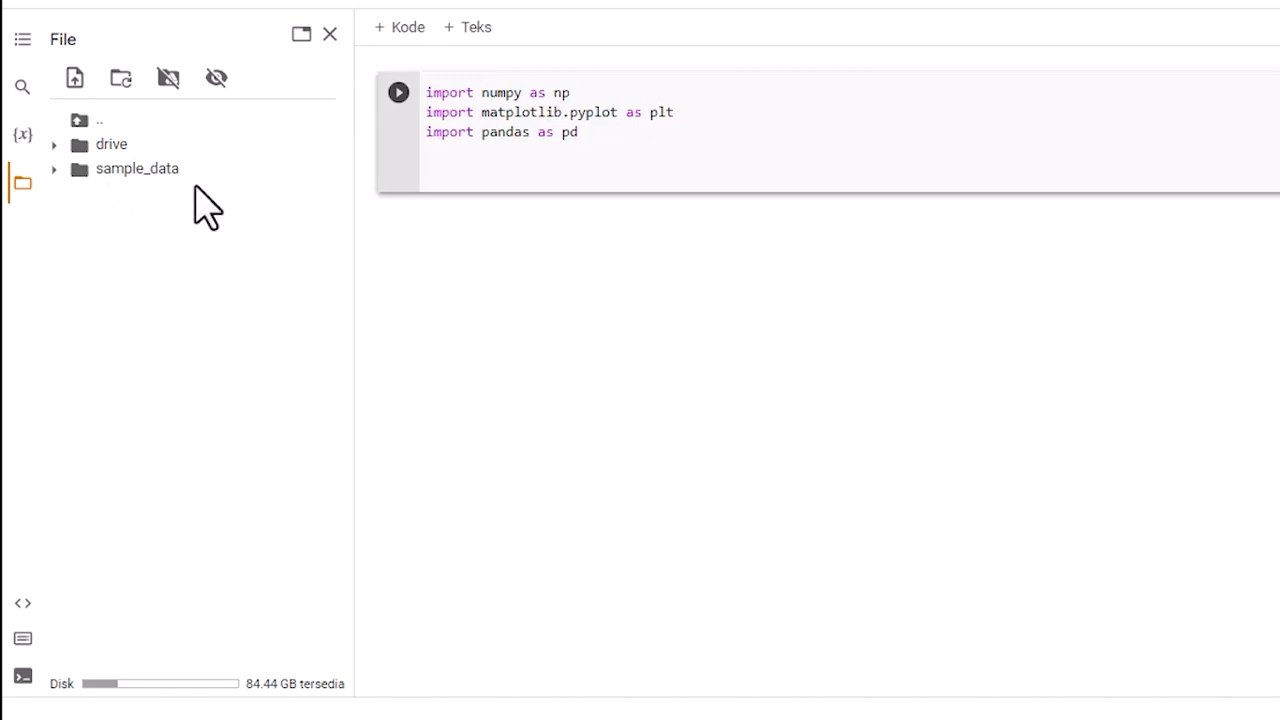 File
..
drive
sample_data
{x}
Disk 84.44 GB tersedia
+ Kode + Teks
import numpy as np
import matplotlib.pyplot as plt
import pandas as pd